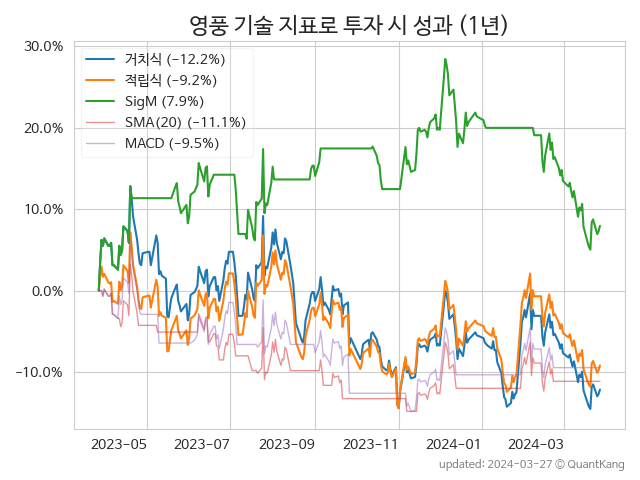 영풍 기술 지표로 투자 시 성과 (1년)
30.0%
20.0%
10.0%
0.0%
−10.0%
거치식 (−12.2%)
적립식 (−9.2%)
SigM (7.9%)
SMA(20) (−11.1%)
MACD (−9.5%)
2023-05
2023-07
2023-09
2023-11
2024-01
2024-03
updated: 2024-03-27 © QuantKang